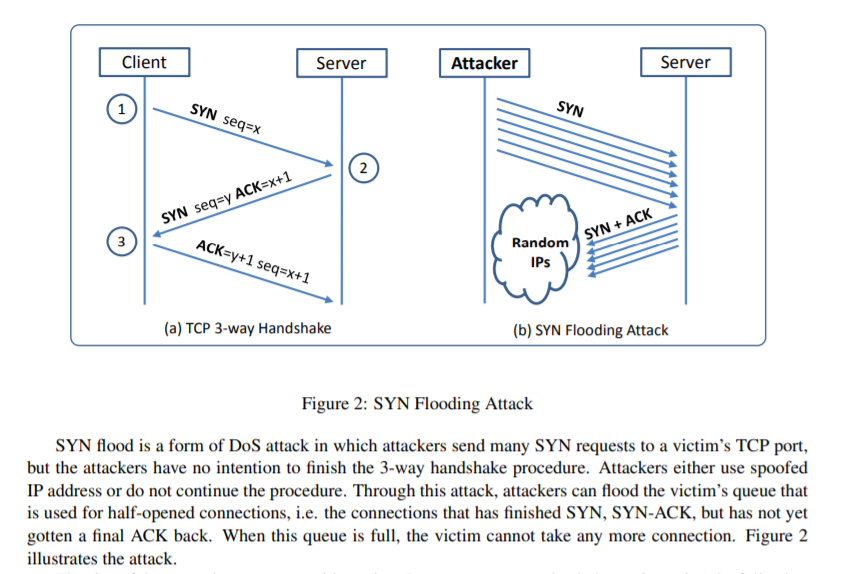 Client
Server
Attacker
Server
1
SYN seq=x
SYN
2
SYN seq=y ACK=x+1
3
ACK=y+1 seq=x+1
SYN + ACK
Random
IPs
(a) TCP 3-way Handshake
(b) SYN Flooding Attack
Figure 2: SYN Flooding Attack
SYN flood is a form of DoS attack in which attackers send many SYN requests to a victim's TCP port,
but the attackers have no intention to finish the 3-way handshake procedure. Attackers either use spoofed
IP address or do not continue the procedure. Through this attack, attackers can flood the victim's queue that
is used for half-opened connections, i.e. the connections that has finished SYN, SYN-ACK, but has not yet
gotten a final ACK back. When this queue is full, the victim cannot take any more connection. Figure 2
illustrates the attack.